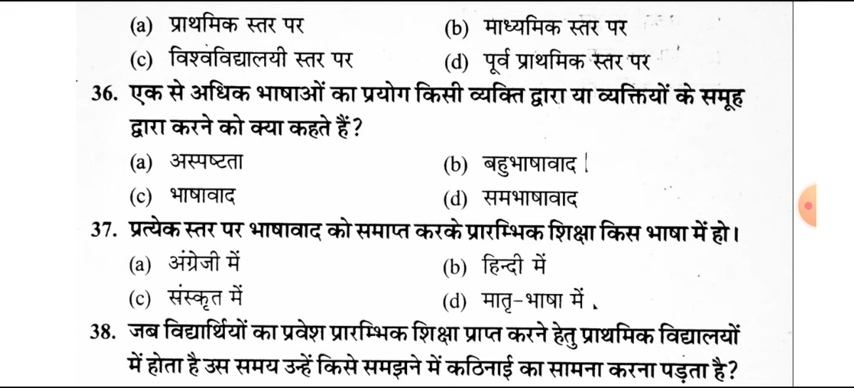 (a) प्राथमिक स्तर पर (b) माध्यमिक स्तर पर
(c) विश्वविद्यालयी स्तर पर (d) पूर्व प्राथमिक स्तर पर
36. एक से अधिक भाषाओं का प्रयोग किसी व्यक्ति द्वारा या व्यक्तियों के समूह
द्वारा करने को क्या कहते हैं?
(a) अस्पष्टता (b) बहुभाषावाद
(c) भाषावाद (d) समभाषावाद
37. प्रत्येक स्तर पर भाषावाद को समाप्त करके प्रारम्भिक शिक्षा किस भाषा में हो।
(a) अंग्रेजी में (b) हिन्दी में
(c) संस्कृत में (d) मातृ-भाषा में
38. जब विद्यार्थियों का प्रवेश प्रारम्भिक शिक्षा प्राप्त करने हेतु प्राथमिक विद्यालयों
में होता है उस समय उन्हें किसे समझने में कठिनाई का सामना करना पड़ता है?